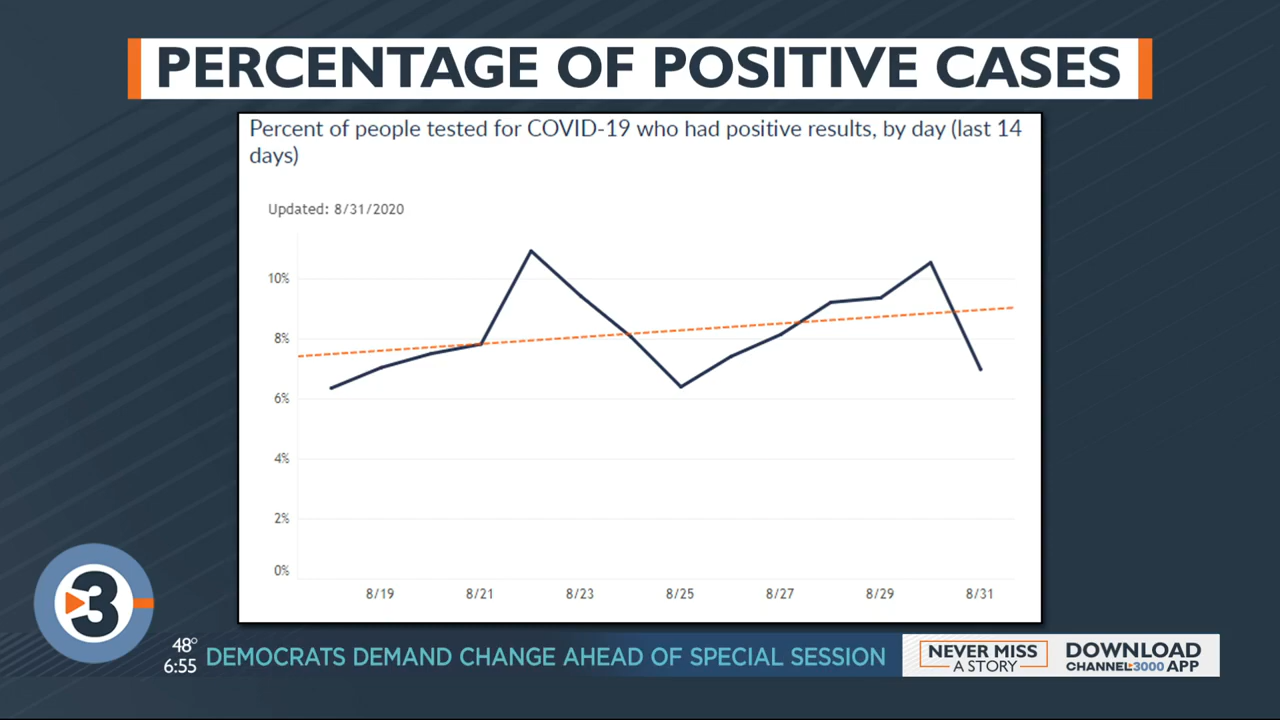 PERCENTAGE OF POSITIVE CASES
Percent of people tested for COVID-19 who had positive results, by day (last 14
days)
Updated: 8/31/2020
10%
8%
6%
4%
2%
0%
8/19 8/21 8/23 8/25 8/27 8/29 8/31
3
48°
6:55
DEMOCRATS DEMAND CHANGE AHEAD OF SPECIAL SESSION
NEVER MISS
A STORY
DOWNLOAD
CHANNEL3000 APP